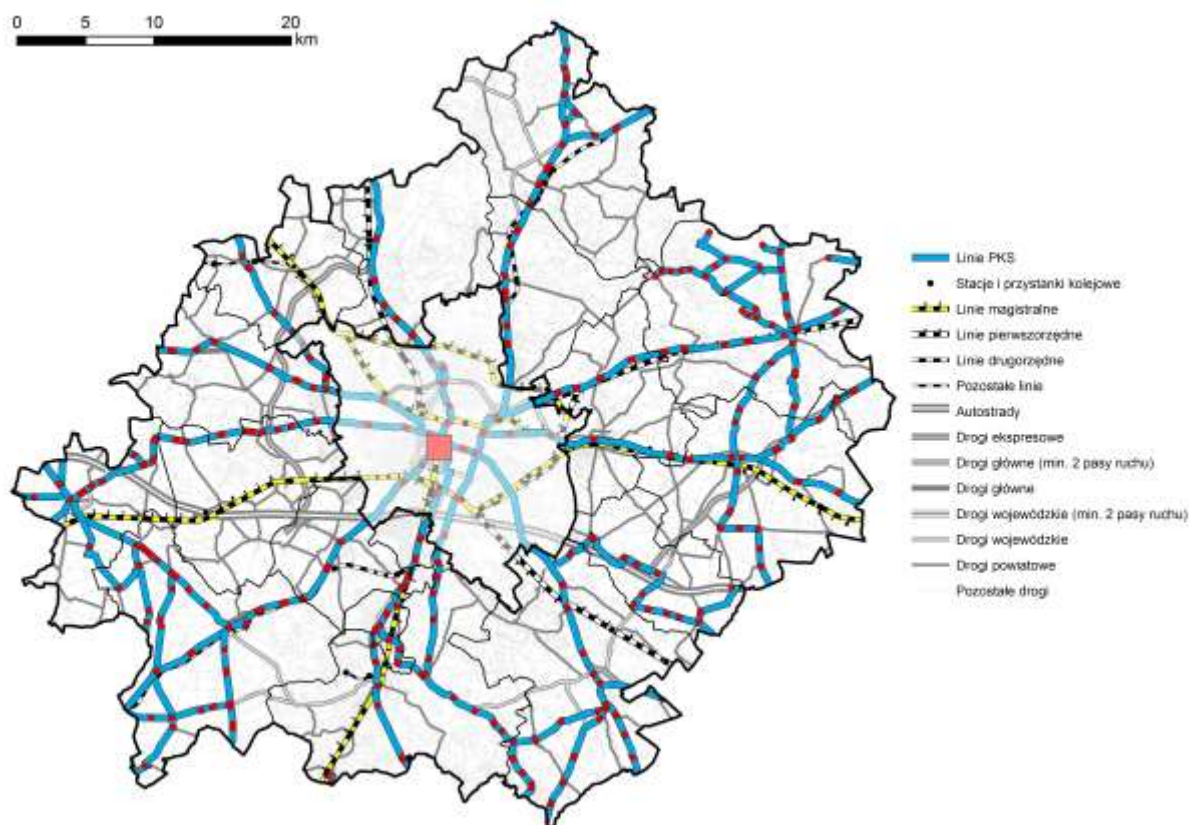 0 5 10 20
km
Linie PKS
Stacje i przystanki kolejowe
Linie magistralne
Linie pierwszorzędne
Linie drugorzędne
Pozostałe linie
Autostrady
Drogi ekspresowe
Drogi główne (min. 2 pasy ruchu)
Drogi główne
Drogi wojewódzkie (min. 2 pasy ruchu)
Drogi wojewódzkie
Drogi powiatowe
Pozostałe drogi